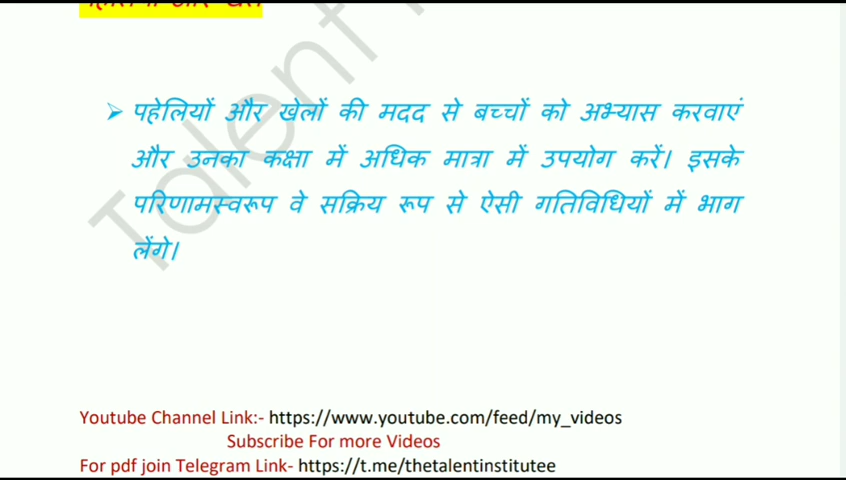 ➢ पहेलियों और खेलों की मदद से बच्चों को अभ्यास करवाएं
और उनका कक्षा में अधिक मात्रा में उपयोग करें। इसके
परिणामस्वरूप वे सक्रिय रूप से ऐसी गतिविधियों में भाग
लेंगे।
Talent
Youtube Channel Link:- https://www.youtube.com/feed/my_videos
Subscribe For more Videos
For pdf join Telegram Link- https://t.me/thetalentinstitutee